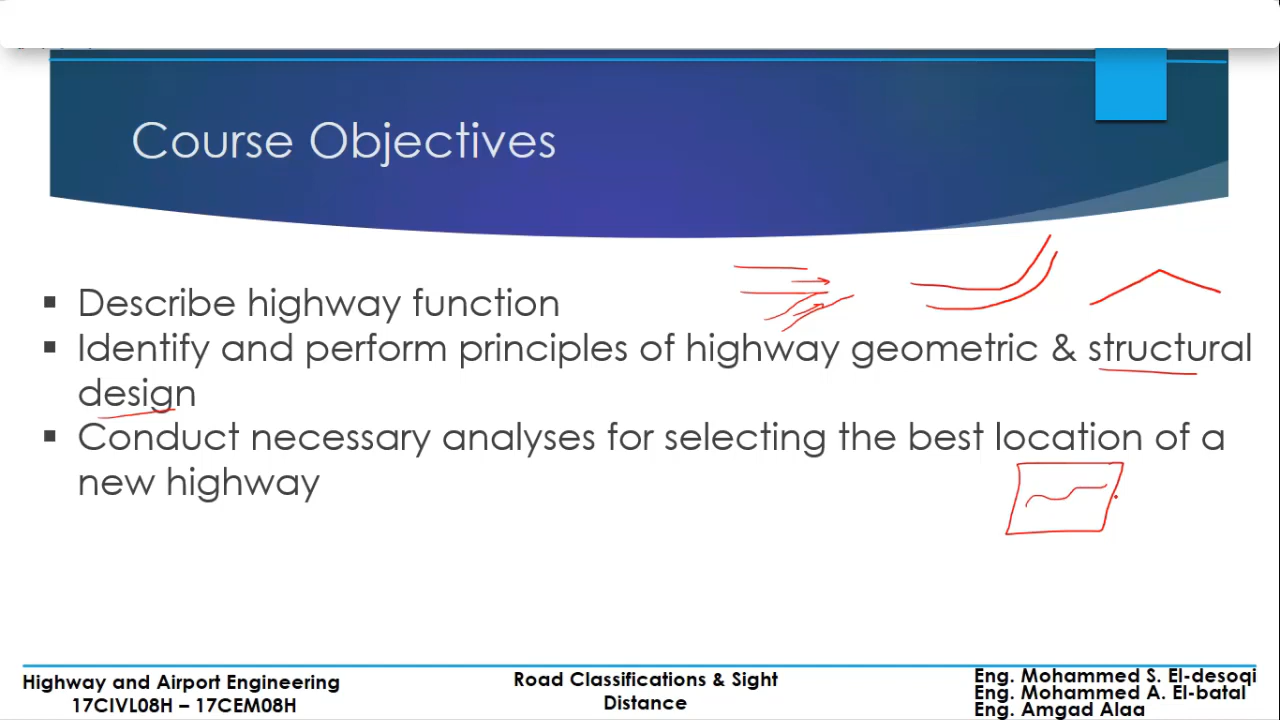 Course Objectives
▪ Describe highway function
▪ Identify and perform principles of highway geometric & structural
design
▪ Conduct necessary analyses for selecting the best location of a
new highway
Highway and Airport Engineering
17CIVL08H – 17CEM08H
Road Classifications & Sight
Distance
Eng. Mohammed S. El-desoqi
Eng. Mohammed A. El-batal
Eng. Amgad Alaa